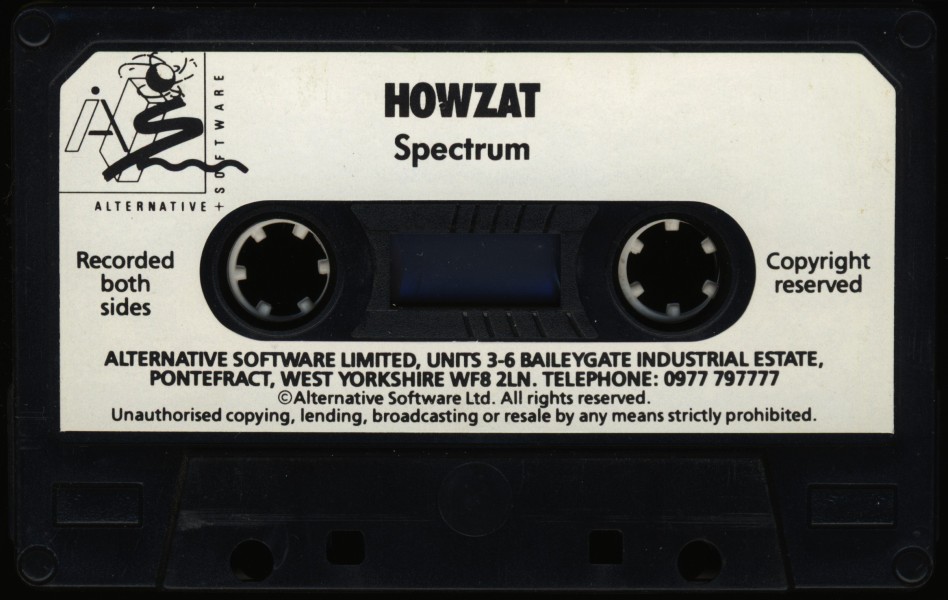 HOWZAT
Spectrum
A+S
SOFTWARE
ALTERNATIVE +
Recorded
both
sides
Copyright
reserved
ALTERNATIVE SOFTWARE LIMITED, UNITS 3-6 BAILEYGATE INDUSTRIAL ESTATE,
PONTEFRACT, WEST YORKSHIRE WF8 2LN. TELEPHONE: 0977 797777
©Alternative Software Ltd. All rights reserved.
Unauthorised copying, lending, broadcasting or resale by any means strictly prohibited.